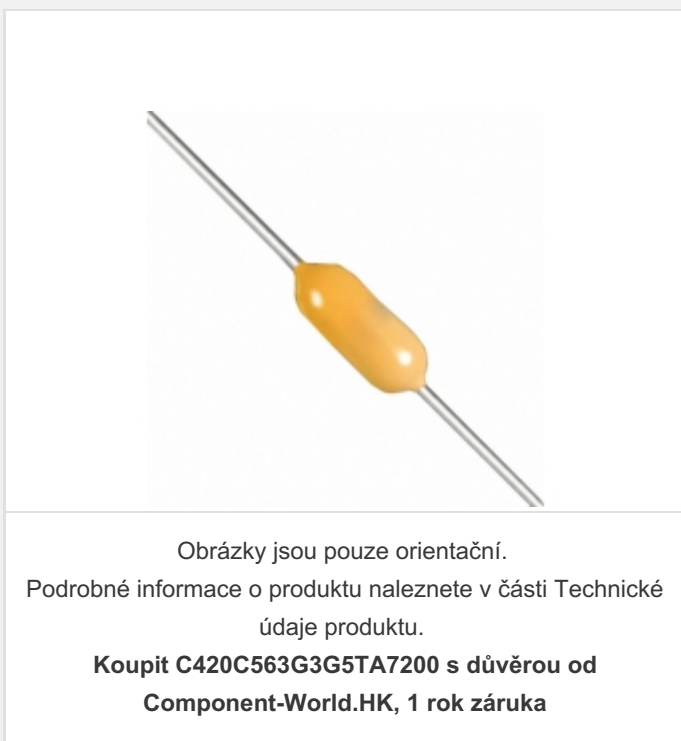 Obrázky jsou pouze orientační.
Podrobné informace o produktu naleznete v části Technické
údaje produktu.
Koupit C420C563G3G5TA7200 s důvěrou od
Component-World.HK, 1 rok záruka